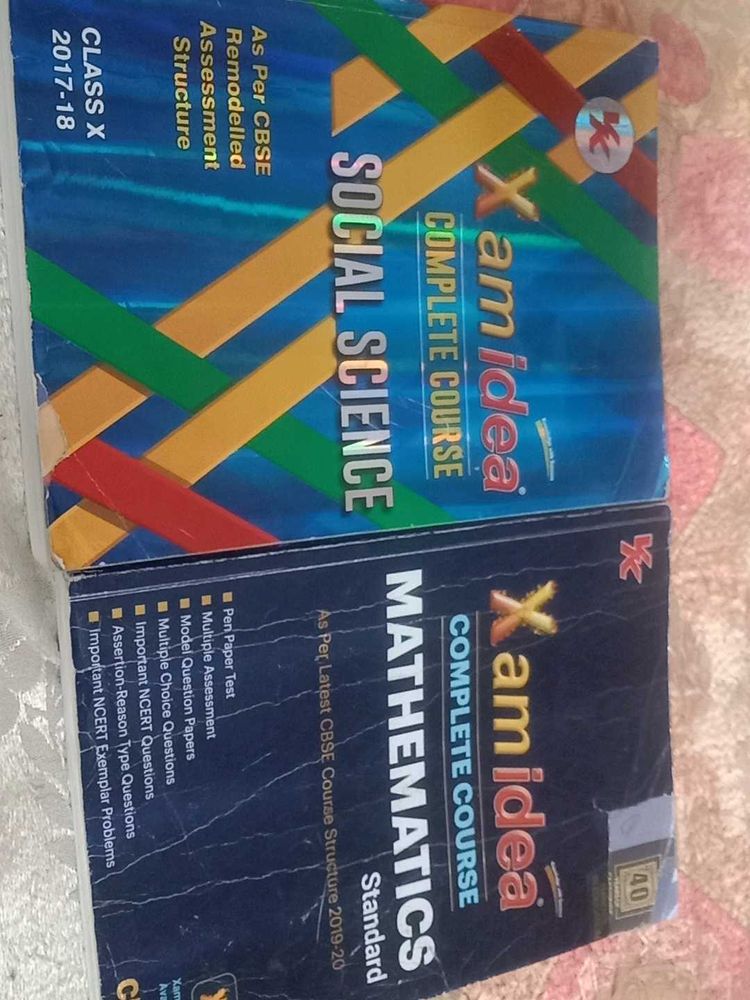 Xam idea
COMPLETE COURSE
SOCIAL SCIENCE
As Per CBSE
Remodelled
Assessment
Structure
CLASS X
2017-18
Xam idea
COMPLETE COURSE
MATHEMATICS
Standard
As Per Latest CBSE Course Structure 2019-20
Pen Paper Test
Multiple Assessment
Model Question Papers
Multiple Choice Questions
Important NCERT Questions
Assertion-Reason Type Questions
Important NCERT Exemplar Problems
40